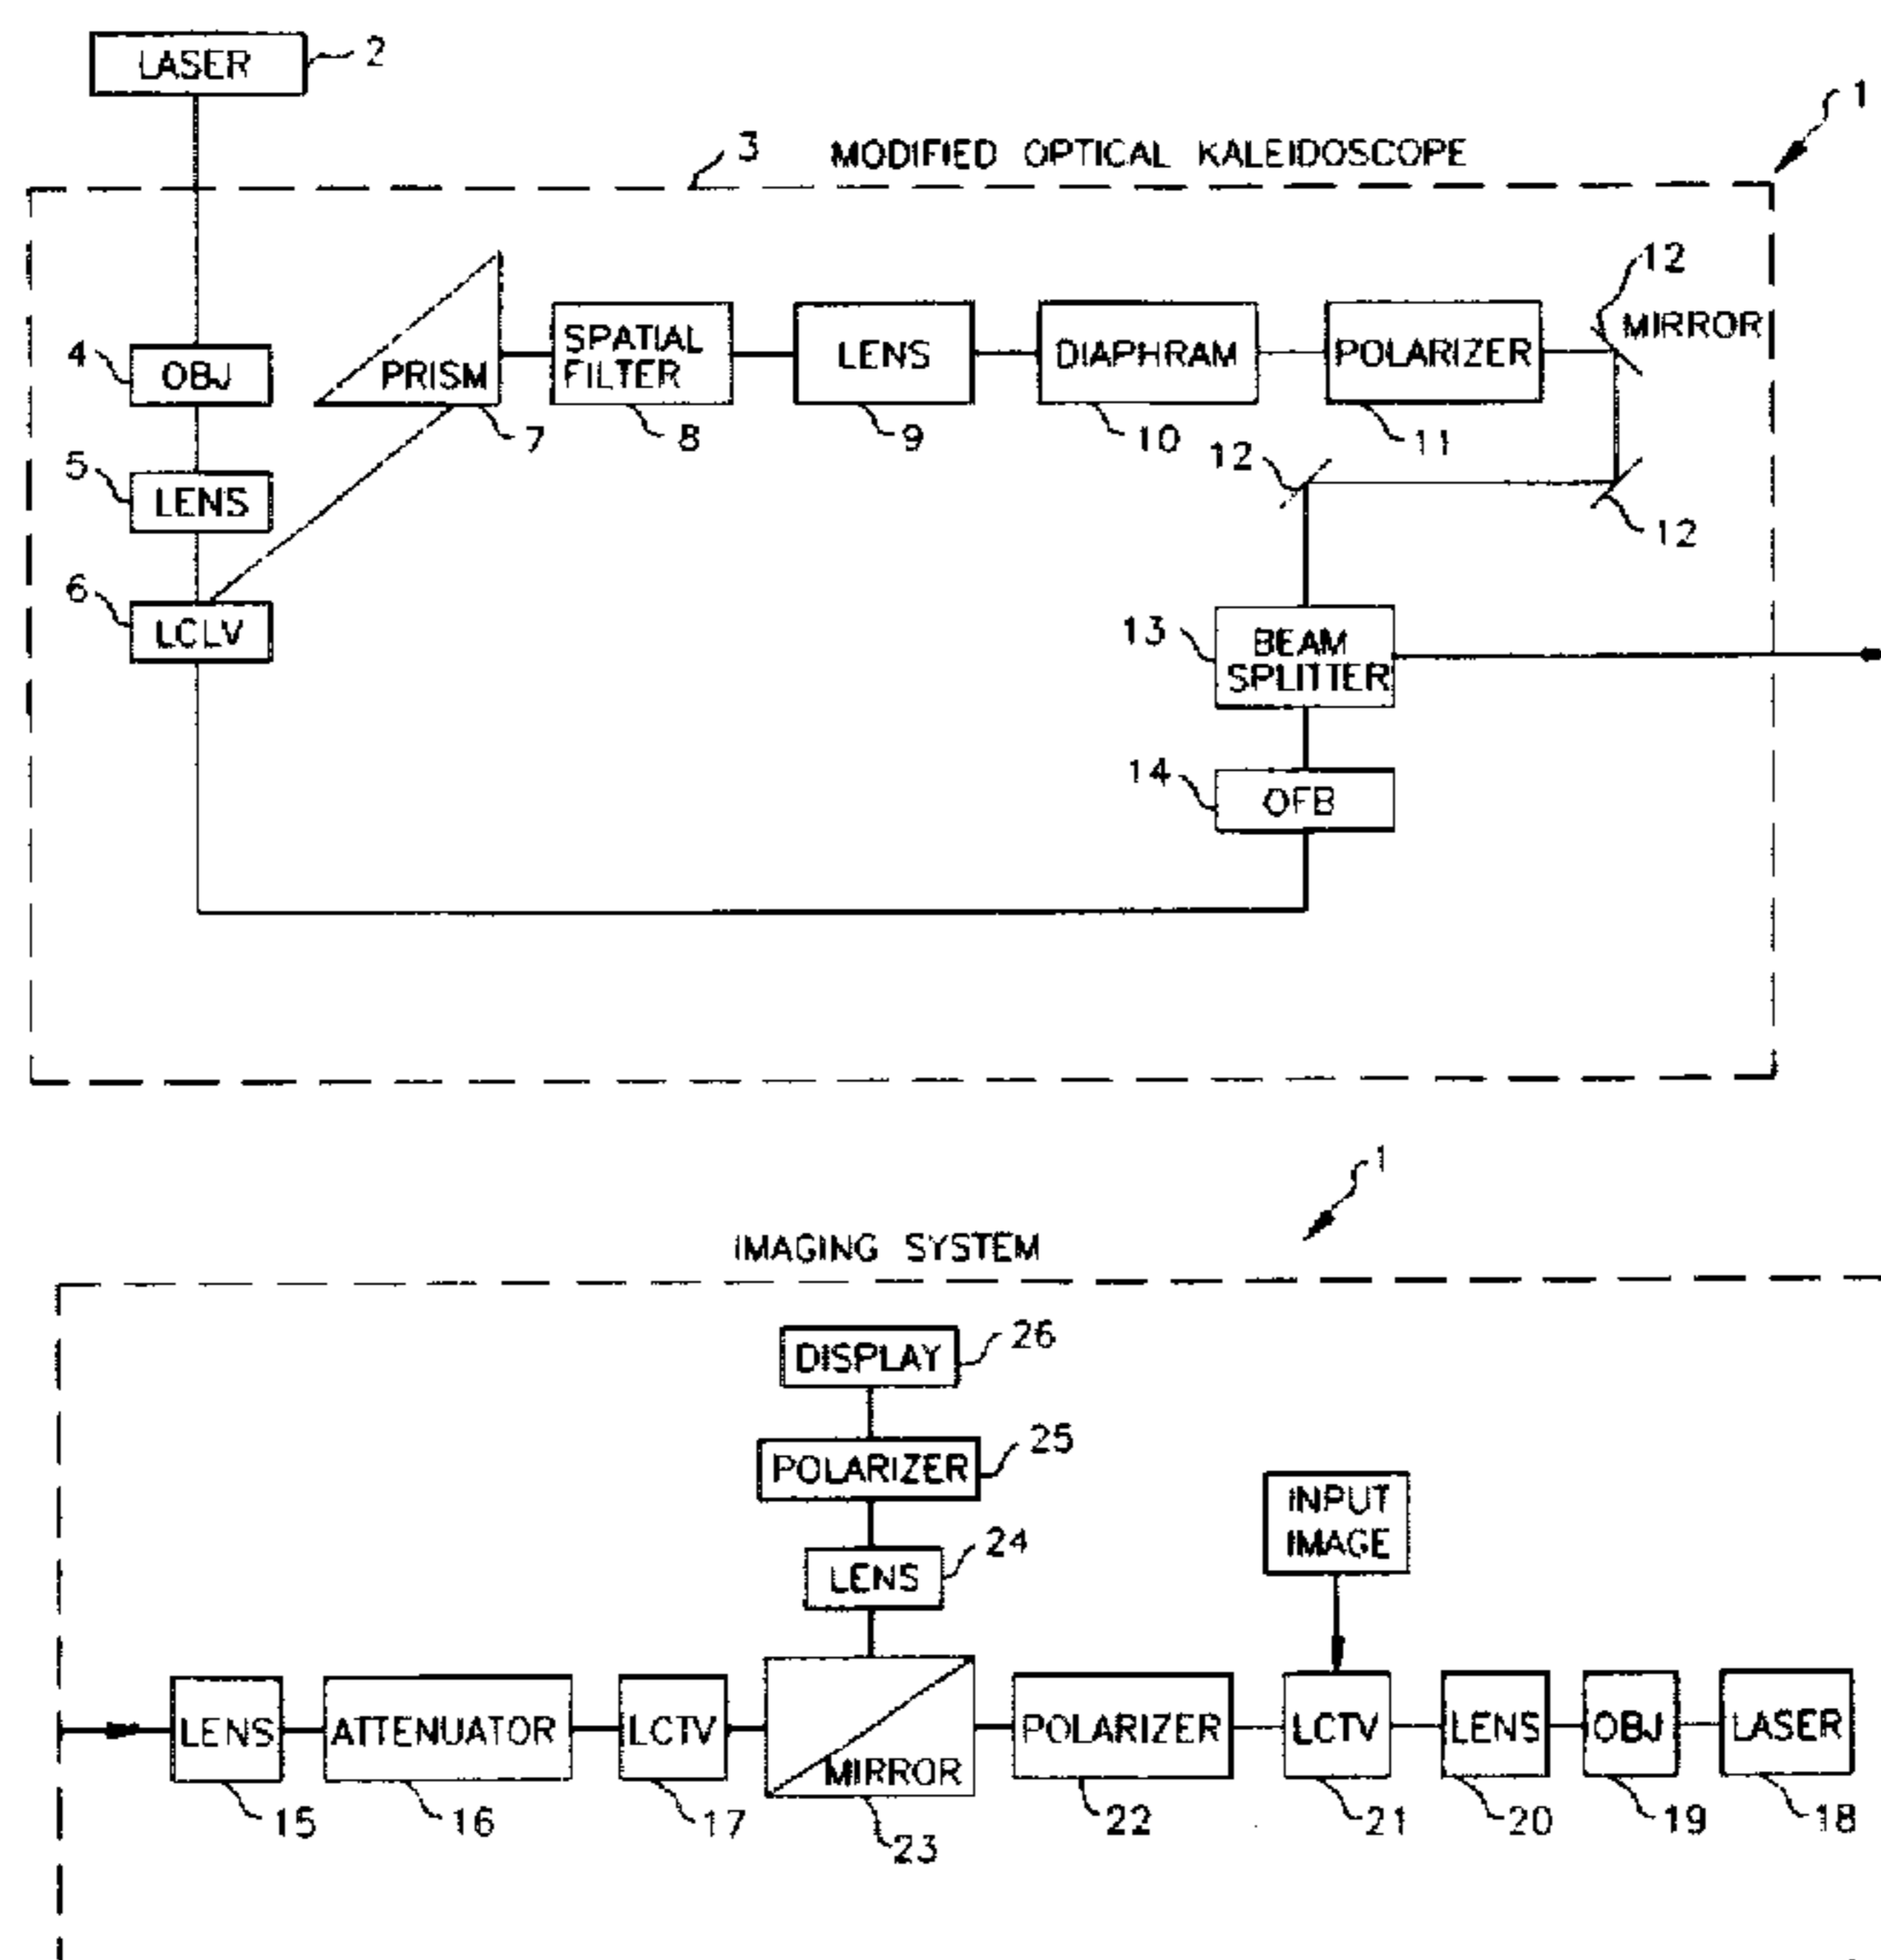 LASER
2
1
3
MODIFIED OPTICAL KALEIDOSCOPE
12
MIRROR
4
OBJ
PRISM
SPATIAL
FILTER
LENS
DIAPHRAM
POLARIZER
7
8
9
10
11
5
LENS
12
12
6
LCLV
13
BEAM
SPLITTER
14
OFB
1
IMAGING SYSTEM
DISPLAY
26
POLARIZER
25
LENS
24
INPUT
IMAGE
LENS
ATTENUATOR
LCTV
MIRROR
POLARIZER
LCTV
LENS
OBJ
LASER
15
16
17
23
22
21
20
19
18